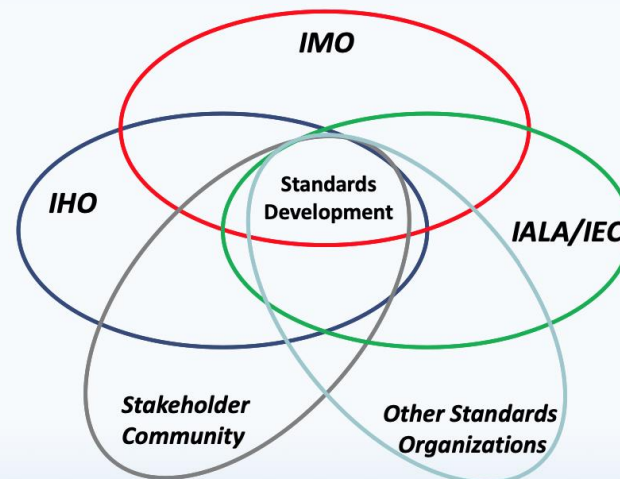 IMO
IHO
Standards
Development
IALA/IEC
Stakeholder
Community
Other Standards
Organizations